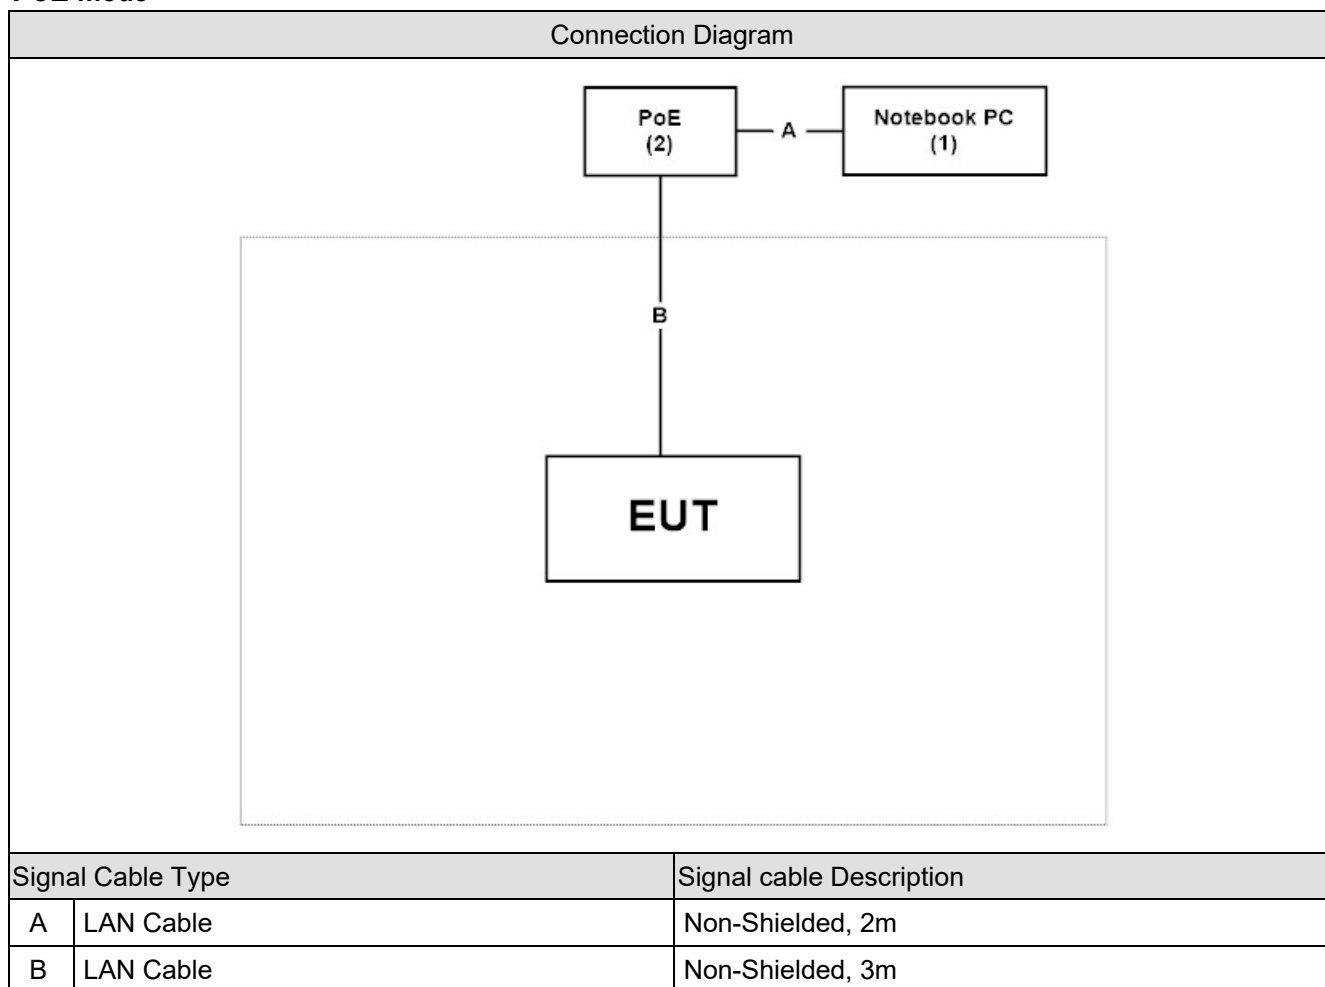 POE Mode
Connection Diagram
PoE
(2)
A
Notebook PC
(1)
B
EUT
Signal Cable Type Signal cable Description
A LAN Cable Non-Shielded, 2m
B LAN Cable Non-Shielded, 3m